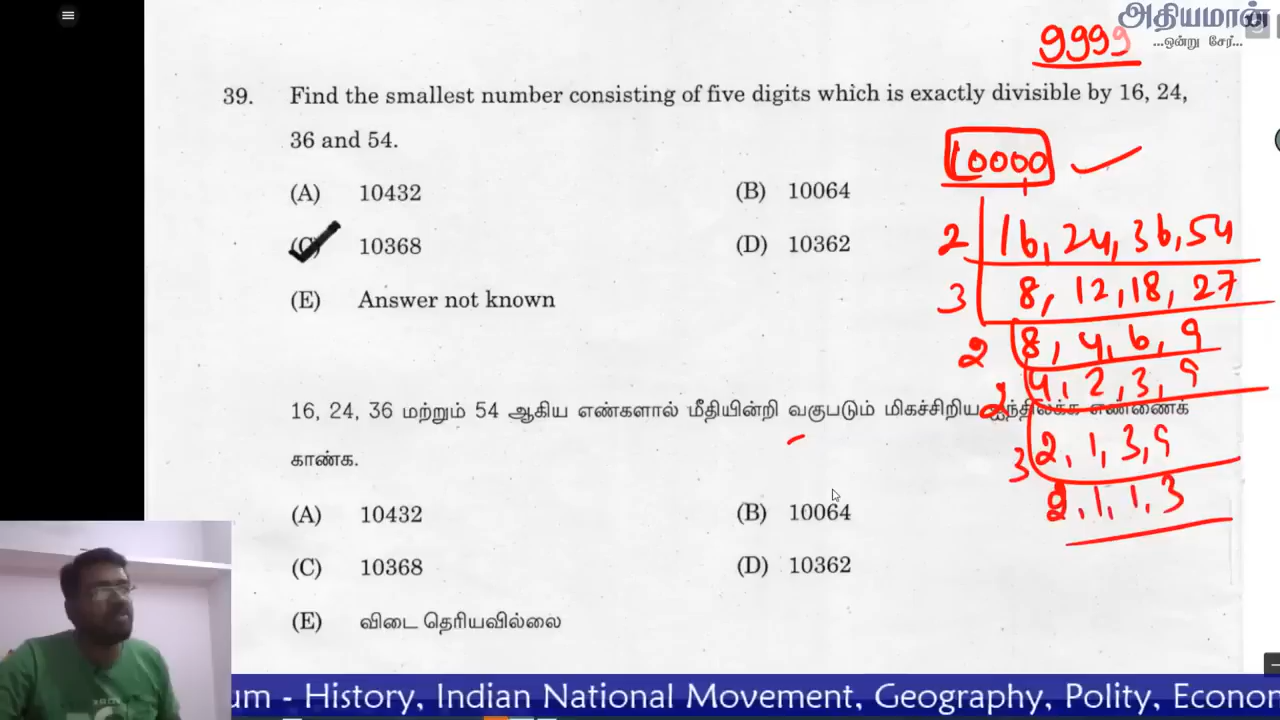 அதியமான்
...ஒன்று சேர்...
9999
39. Find the smallest number consisting of five digits which is exactly divisible by 16, 24,
36 and 54.
10000
(A) 10432 (B) 10064
(C) 10368 (D) 10362
(E) Answer not known
2 16, 24, 36, 54
3 8, 12, 18, 27
2 8, 4, 6, 9
2 4, 2, 3, 9
3 2, 1, 3, 9
2, 1, 1, 3
16, 24, 36 மற்றும் 54 ஆகிய எண்களால் மீதியின்றி வகுபடும் மிகச்சிறிய ஐந்திலக்க எண்ணைக்
காண்க.
(A) 10432 (B) 10064
(C) 10368 (D) 10362
(E) விடை தெரியவில்லை
um - History, Indian National Movement, Geography, Polity, Econom